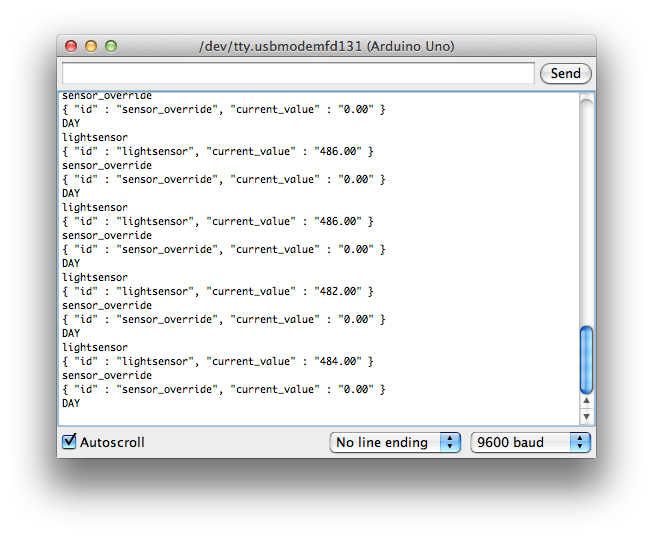 /dev/tty.usbmodemfd131 (Arduino Uno)
Send
sensor_override
{ "id" : "sensor_override", "current_value" : "0.00" }
DAY
lightsensor
{ "id" : "lightsensor", "current_value" : "486.00" }
sensor_override
{ "id" : "sensor_override", "current_value" : "0.00" }
DAY
lightsensor
{ "id" : "lightsensor", "current_value" : "486.00" }
sensor_override
{ "id" : "sensor_override", "current_value" : "0.00" }
DAY
lightsensor
{ "id" : "lightsensor", "current_value" : "482.00" }
sensor_override
{ "id" : "sensor_override", "current_value" : "0.00" }
DAY
lightsensor
{ "id" : "lightsensor", "current_value" : "484.00" }
sensor_override
{ "id" : "sensor_override", "current_value" : "0.00" }
DAY
Autoscroll
No line ending
9600 baud